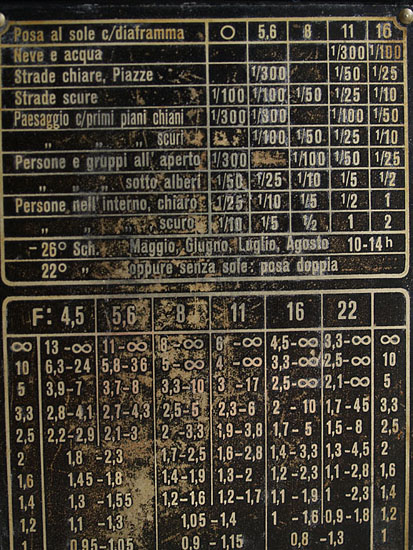 Posa al sole c/diaframma O 5,6 8 11 16
Neve e acqua 1/300 1/100
Strade chiare, Piazze 1/300 1/50 1/25
Strade scure 1/100 1/100 1/50 1/25 1/10
Paesaggio c/primi piani chiani 1/300 1/300 1/100 1/50
„ „ „ scuri 1/100 1/50 1/25 1/10
Persone e gruppi all' aperto 1/300 1/100 1/50 1/25
„ „ „ sotto alberi 1/50 1/25 1/10 1/5 1/2
Persone nell'interno, chiaro 1/25 1/10 1/5 1/2 1
„ „ scuro 1/10 1/5 1/2 1 2
– 26° Sch. Maggio, Giugno, Luglio, Agosto 10-14h
22° „ oppure senza sole: posa doppia
F: 4,5 5,6 8 11 16 22
∞ 13 -∞ 11 -∞ 8 -∞ 6 -∞ 4,5 -∞ 3,3 -∞ ∞
10 6,3-24 5,8-36 5 -∞ 4 -∞ 3,3-∞ 2,5-∞ 10
5 3,9-7 3,7-8 3,3-10 3 -17 2,5-∞ 2,1-∞ 5
3,3 2,8-4,1 2,7-4,3 2,5-5 2,3-6 2 - 10 1,7-45 3,3
2,5 2,2-2,9 2,1-3 2 -3,3 1,9-3,8 1,7-5 1,5-8 2,5
2 1,8 -2,3 1,7-2,5 1,6-2,8 1,4-3,3 1,3-4,5 2
1,6 1,45-1,8 1,4-1,9 1,3-2 1,2-2,3 1,1-2,8 1,6
1,4 1,3 - 1,55 1,2-1,6 1,2-1,7 1,1-2 1 -2,3 1,4
1,2 1,1 -1,3 1,05 -1,4 1 - 1,6 0,9-1,8 1,2
1 0,95-1,05 0,9 -1,15 0,8 -1,3 1